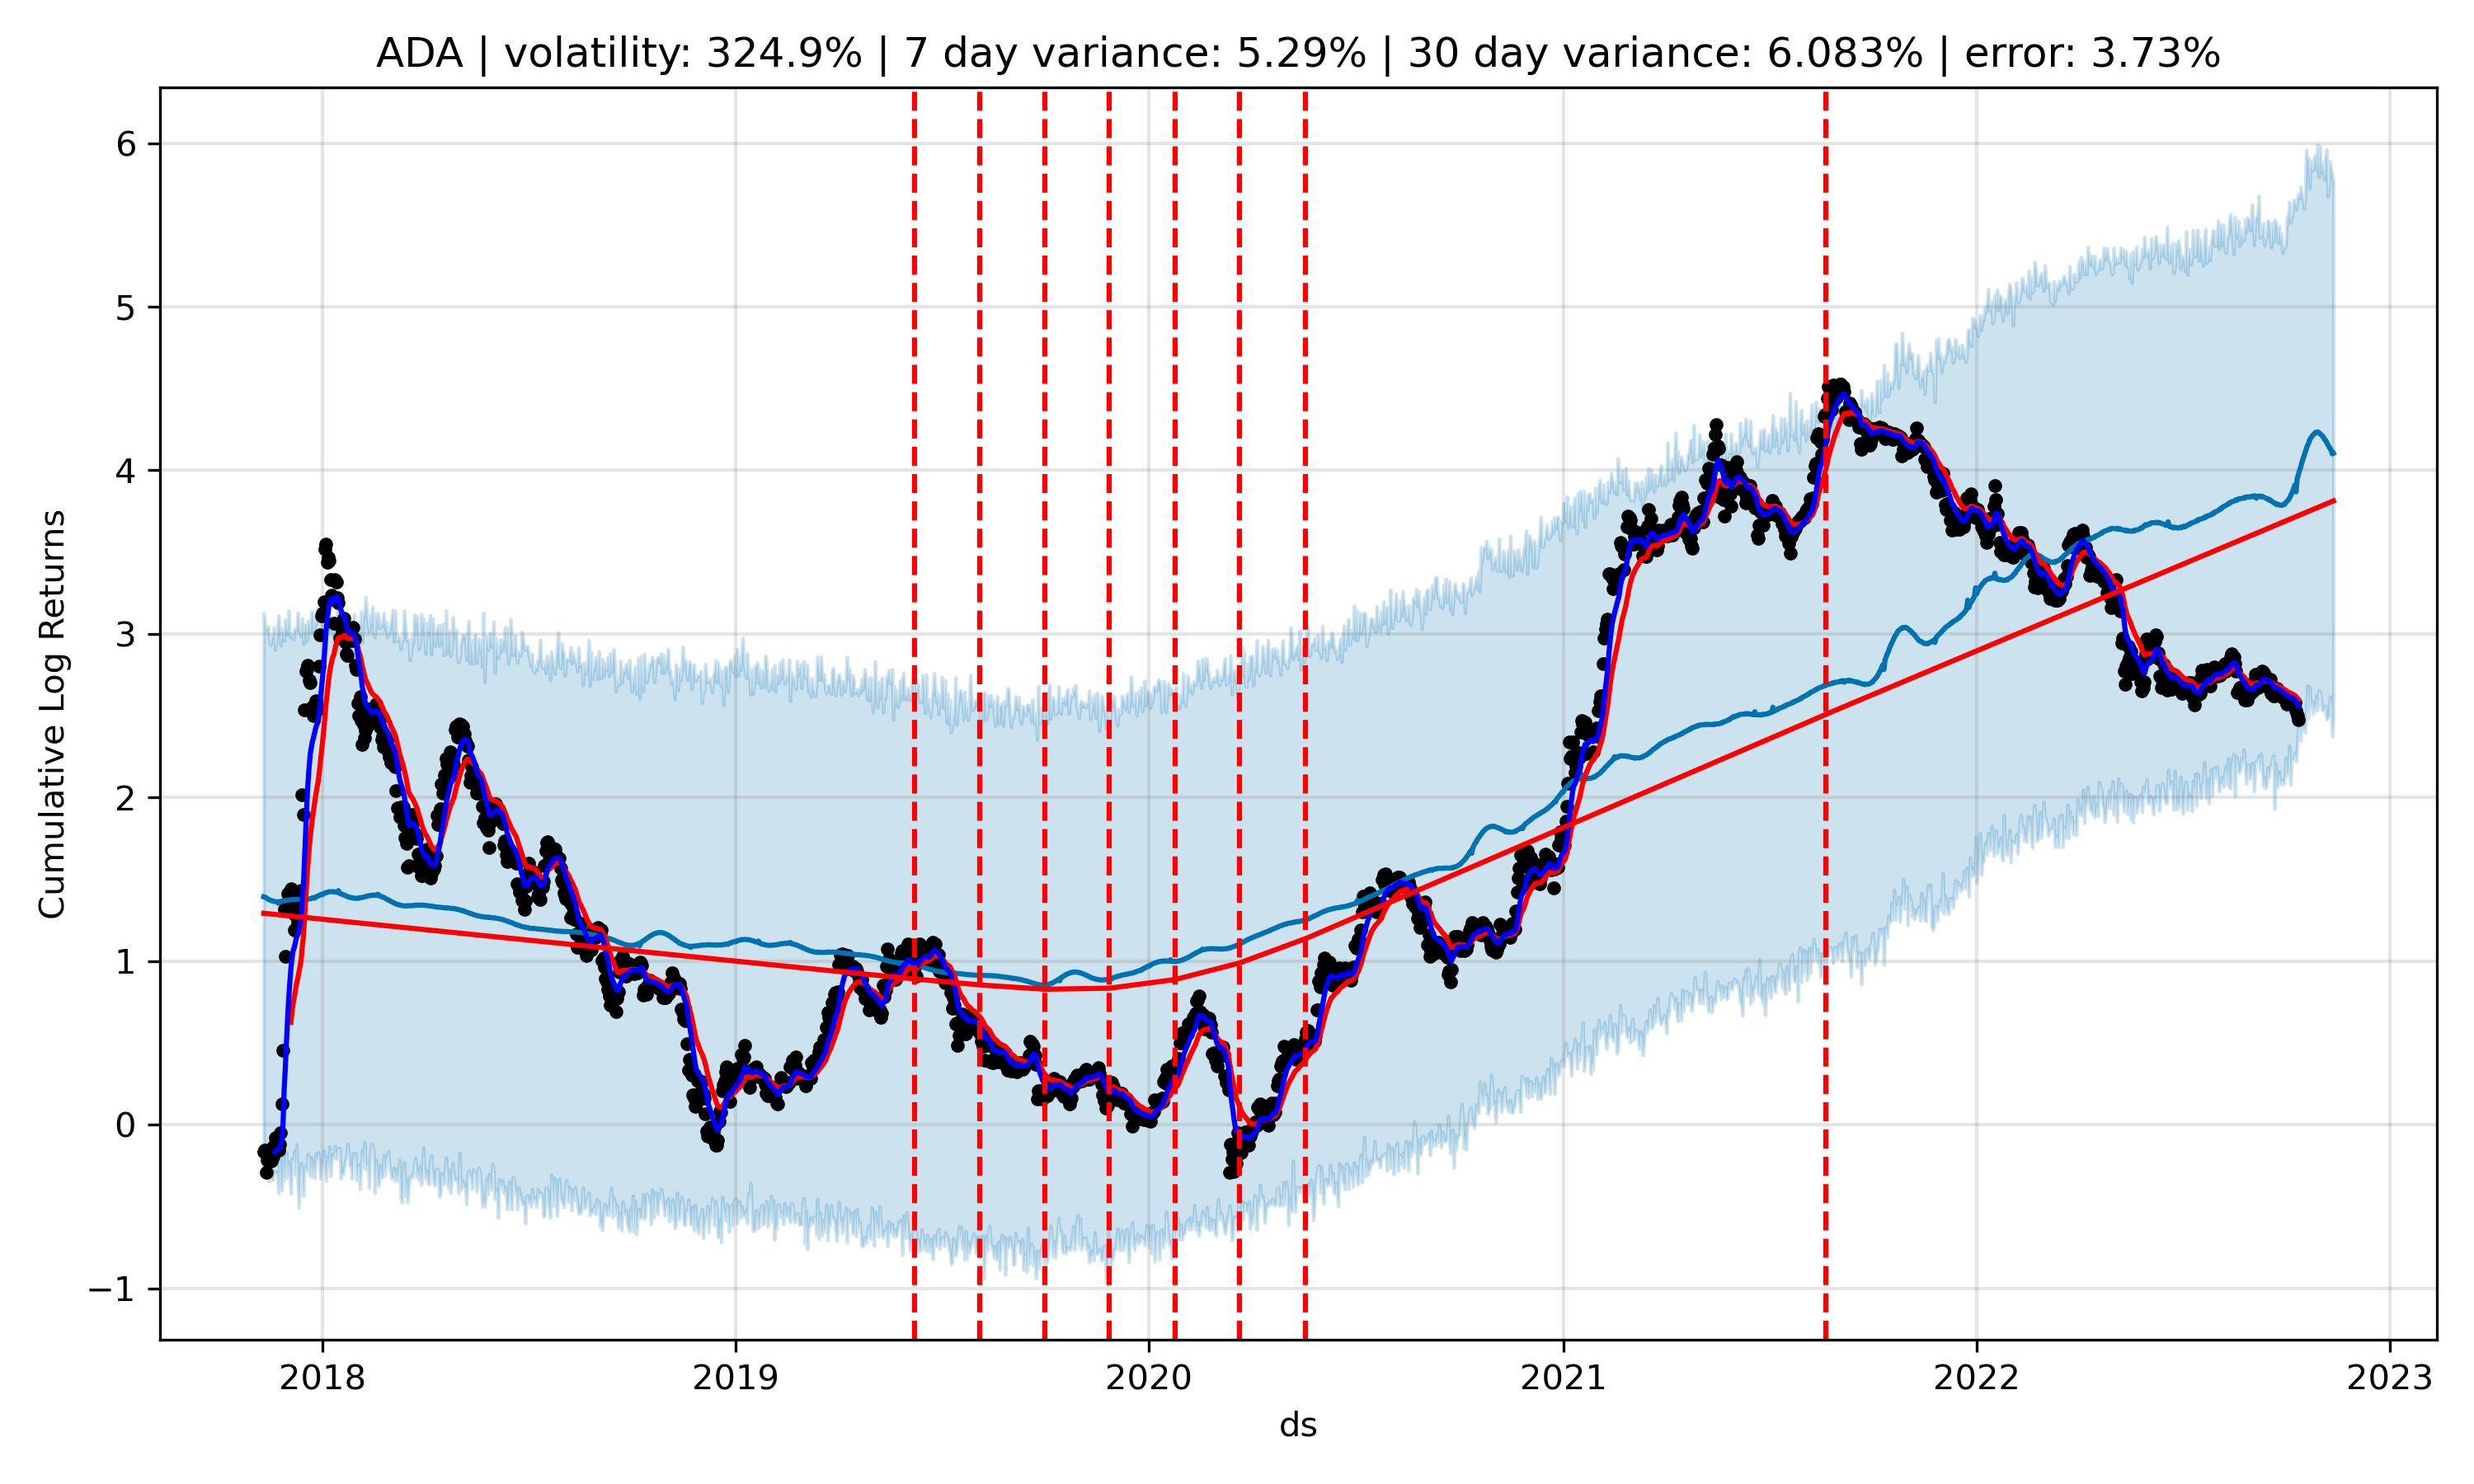 ADA | volatility: 324.9% | 7 day variance: 5.29% | 30 day variance: 6.083% | error: 3.73%
Cumulative Log Returns
6
5
4
3
2
1
0
−1
2018 2019 2020 2021 2022 2023
ds